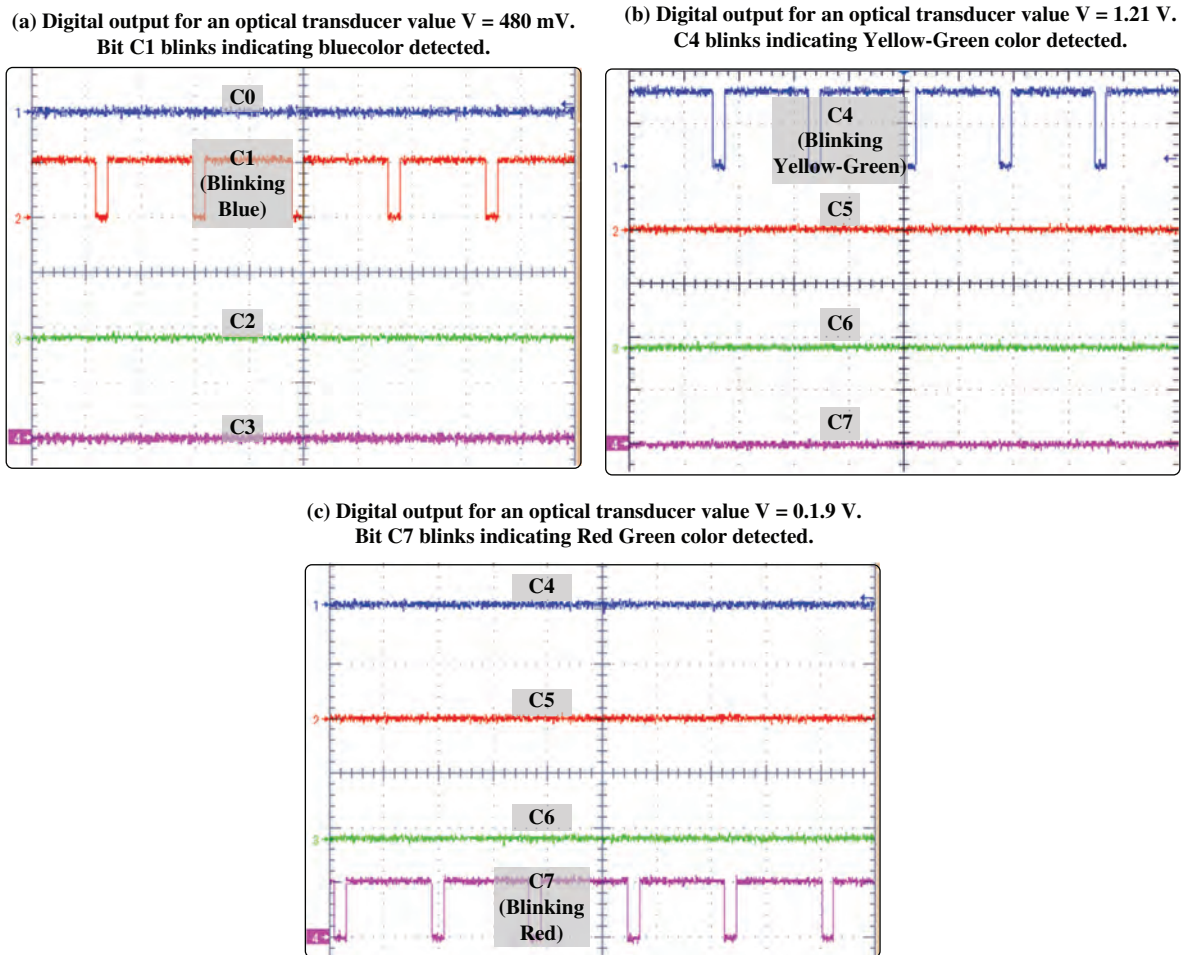 (a) Digital output for an optical transducer value V = 480 mV.
Bit C1 blinks indicating bluecolor detected.
C0
1
C1
(Blinking
Blue)
2
C2
3
C3
4
(b) Digital output for an optical transducer value V = 1.21 V.
C4 blinks indicating Yellow-Green color detected.
C4
(Blinking
Yellow-Green)
1
C5
2
C6
3
C7
4
(c) Digital output for an optical transducer value V = 0.1.9 V.
Bit C7 blinks indicating Red Green color detected.
C4
1
C5
2
C6
3
C7
(Blinking
Red)
4